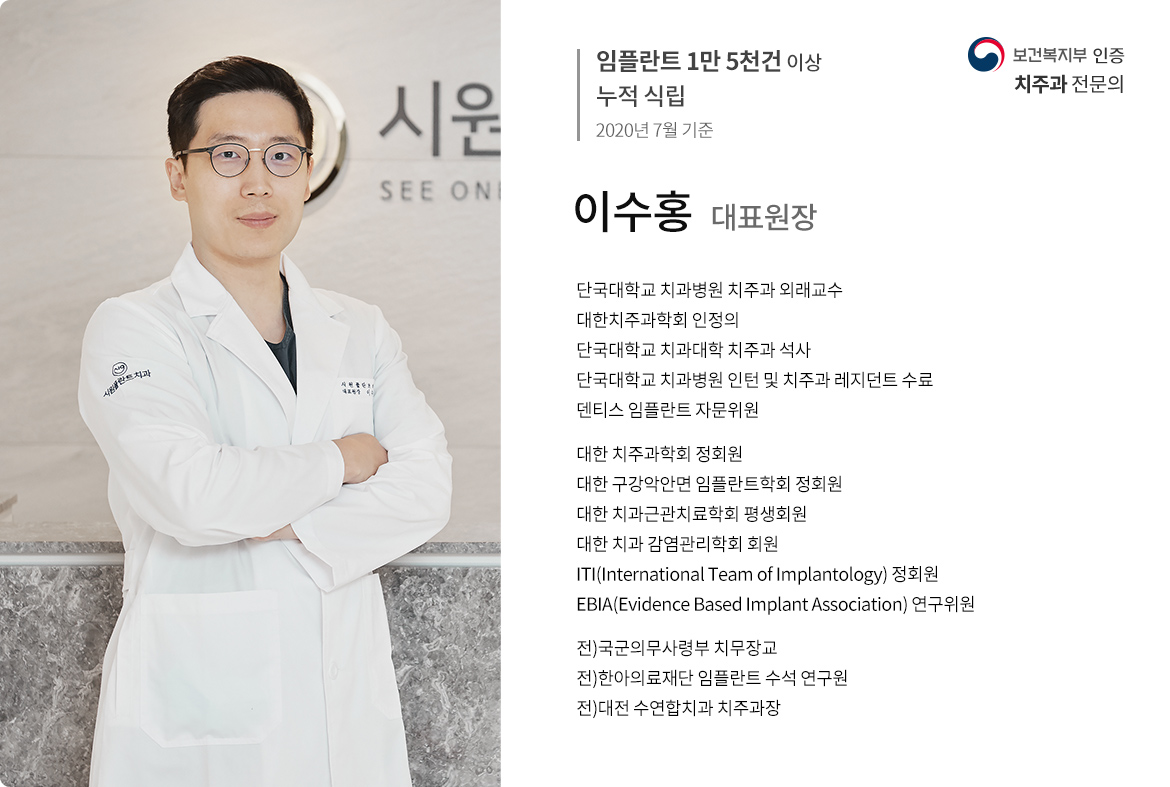 시원
SEE ONE
시원플란트치과
임플란트 1만 5천건 이상
누적 식립
2020년 7월 기준
보건복지부 인증
치주과 전문의
이수홍 대표원장
단국대학교 치과병원 치주과 외래교수
대한치주과학회 인정의
단국대학교 치과대학 치주과 석사
단국대학교 치과병원 인턴 및 치주과 레지던트 수료
덴티스 임플란트 자문위원
대한 치주과학회 정회원
대한 구강악안면 임플란트학회 정회원
대한 치과근관치료학회 평생회원
대한 치과 감염관리학회 회원
ITI(International Team of Implantology) 정회원
EBIA(Evidence Based Implant Association) 연구위원
전)국군의무사령부 치무장교
전)한아의료재단 임플란트 수석 연구원
전)대전 수연합치과 치주과장